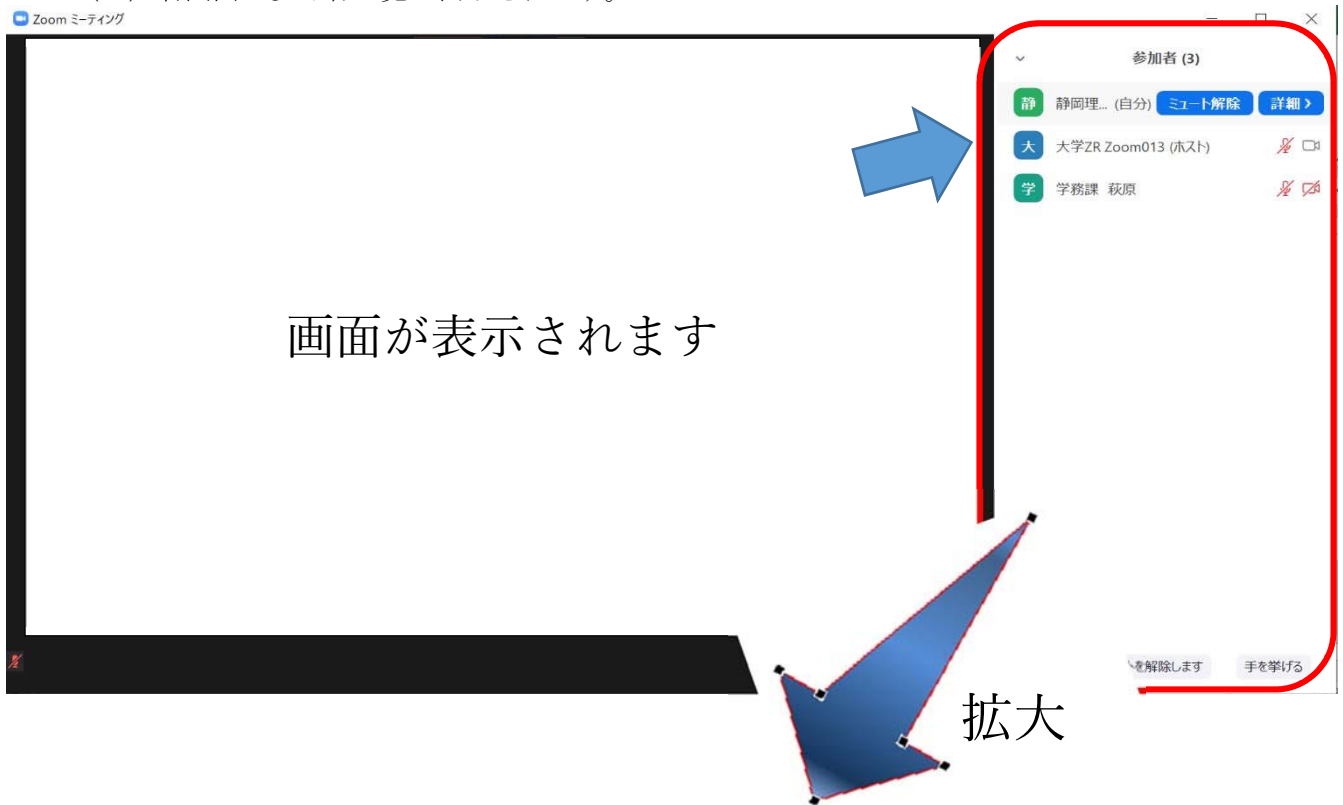 Zoom ミーティング
参加者 (3)
静 静岡理... (自分) ミュート解除 詳細 >
大 大学ZR Zoom013 (ホスト)
学 学務課 萩原
画面が表示されます
を解除します 手を挙げる
拡大